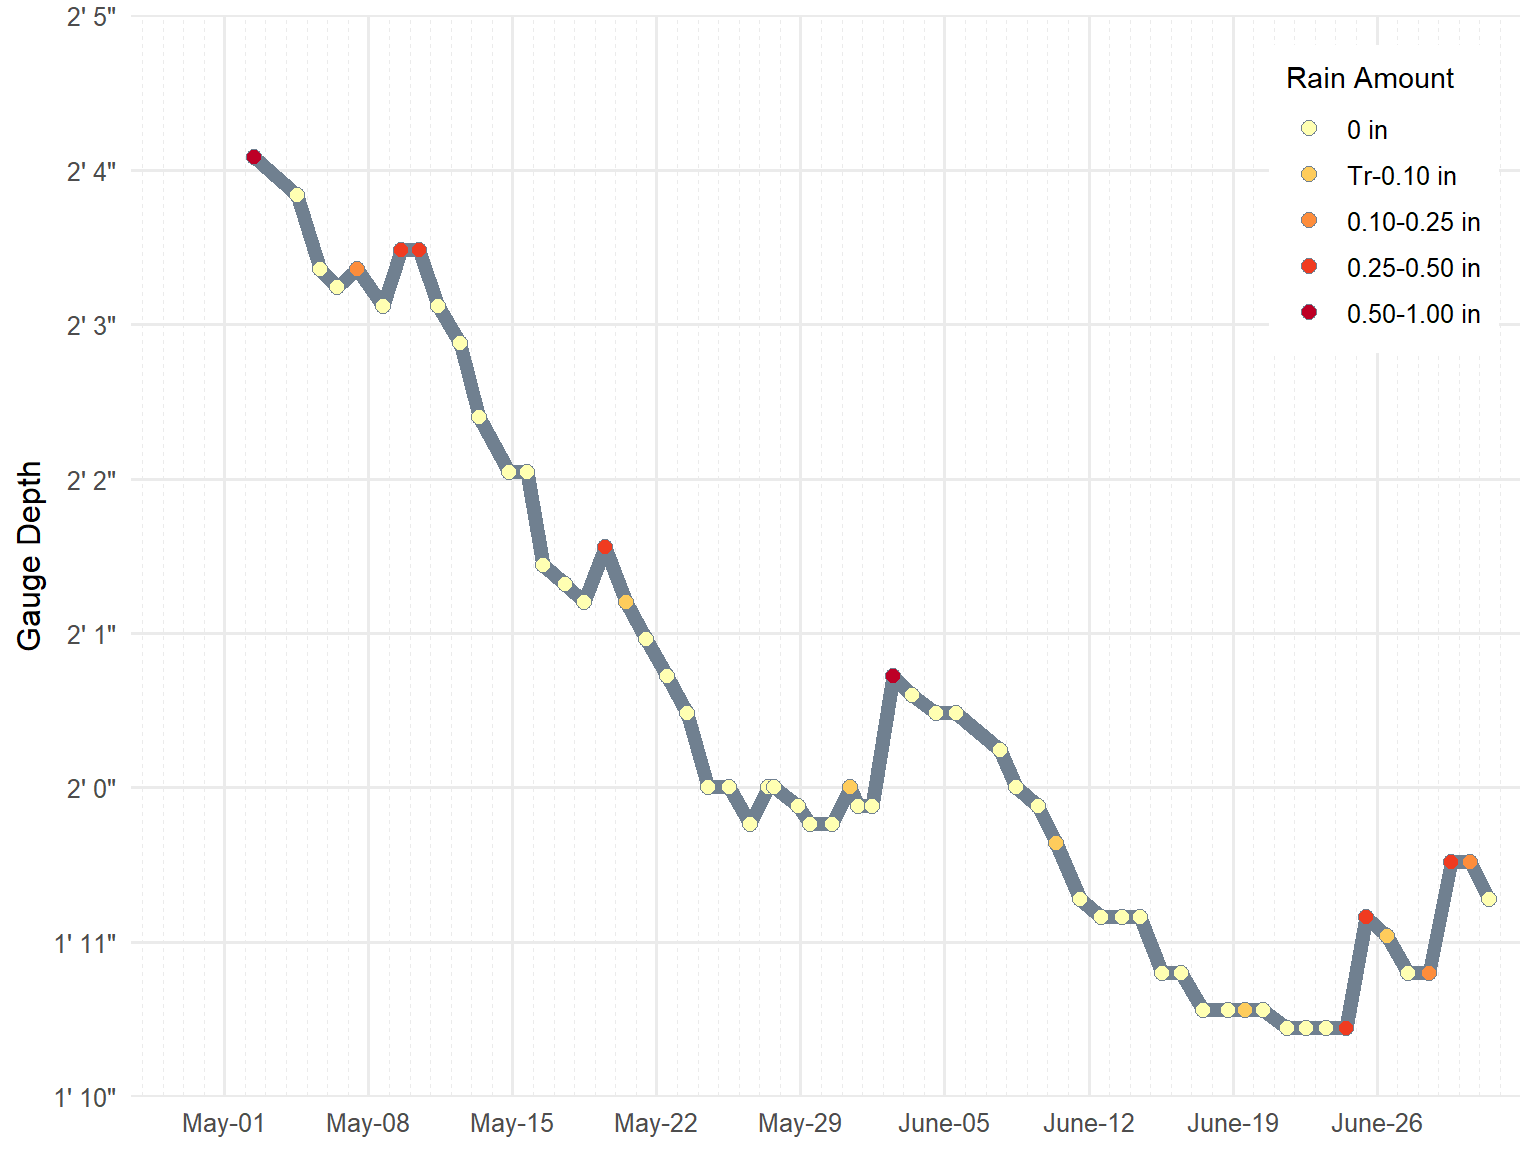 2' 5"
2' 4"
2' 3"
2' 2"
2' 1"
2' 0"
1' 11"
1' 10"
Gauge Depth
Rain Amount
0 in
Tr-0.10 in
0.10-0.25 in
0.25-0.50 in
0.50-1.00 in
May-01 May-08 May-15 May-22 May-29 June-05 June-12 June-19 June-26